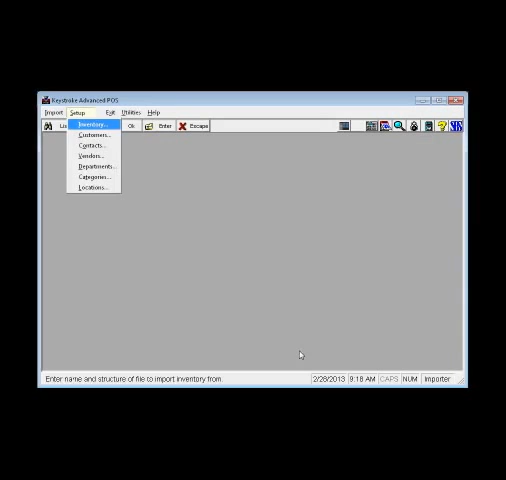 Keystroke Advanced POS
Import Setup Exit Utilities Help
Lis Ok Enter Escape
Inventory...
Customers...
Contacts...
Vendors...
Departments...
Categories...
Locations...
Enter name and structure of file to import inventory from 2/28/2013 9:18 AM CAPS NUM Importer